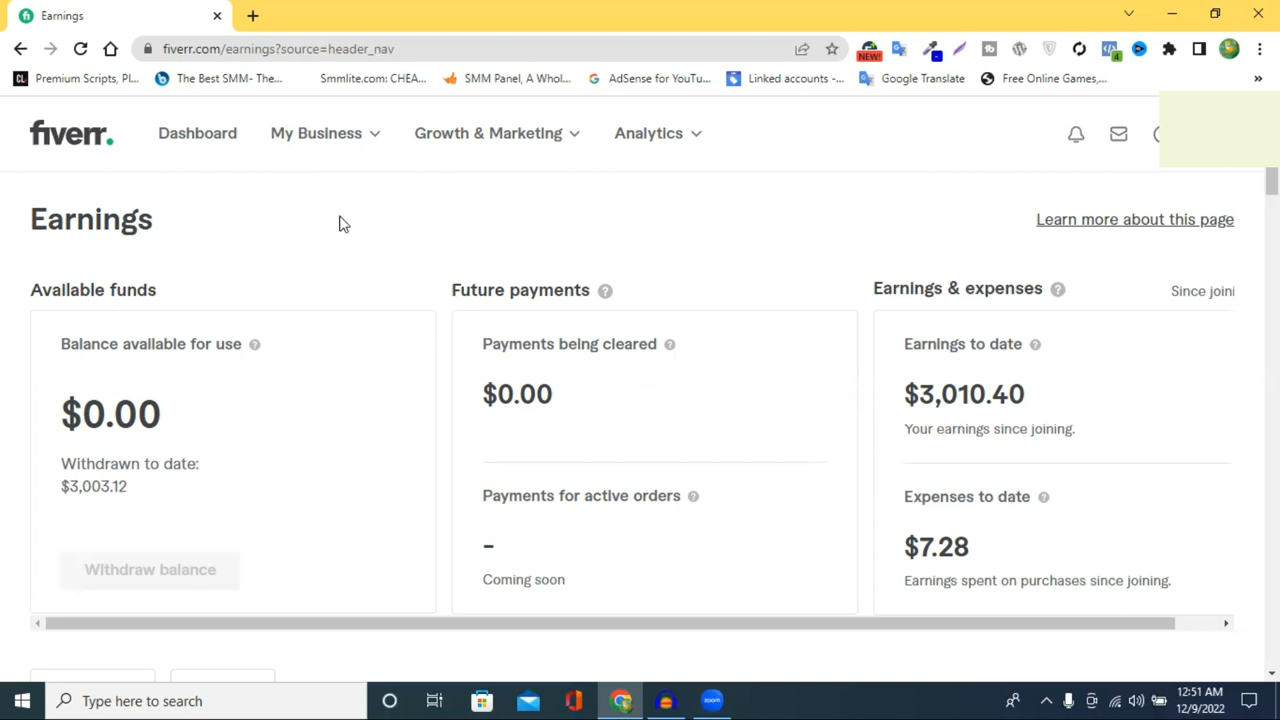 Earnings
fiverr.com/earnings?source=header_nav
NEW!
4
CL Premium Scripts, Pl...
The Best SMM- The...
Smmlite.com: CHEA...
SMM Panel, A Whol...
AdSense for YouTu...
Linked accounts -...
Google Translate
Free Online Games,...
fiverr.
Dashboard
My Business
Growth & Marketing
Analytics
Earnings
Learn more about this page
Available funds
Future payments ?
Earnings & expenses ?
Since joini
Balance available for use ?
$0.00
Withdrawn to date:
$3,003.12
Withdraw balance
Payments being cleared ?
$0.00
Payments for active orders ?
-
Coming soon
Earnings to date ?
$3,010.40
Your earnings since joining.
Expenses to date ?
$7.28
Earnings spent on purchases since joining.
Type here to search
zoom
12:51 AM
12/9/2022